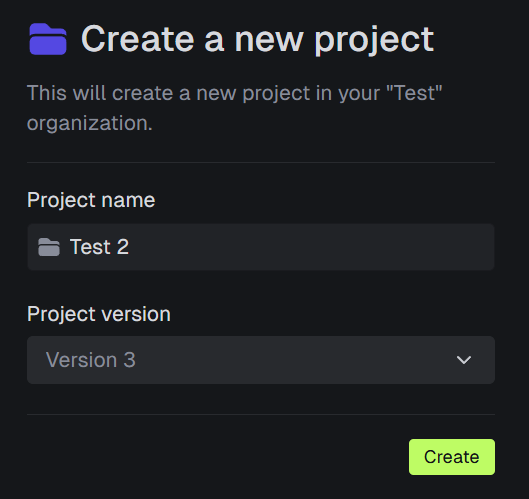 Create a new project
This will create a new project in your "Test"
organization.
Project name
Test 2
Project version
Version 3
Create